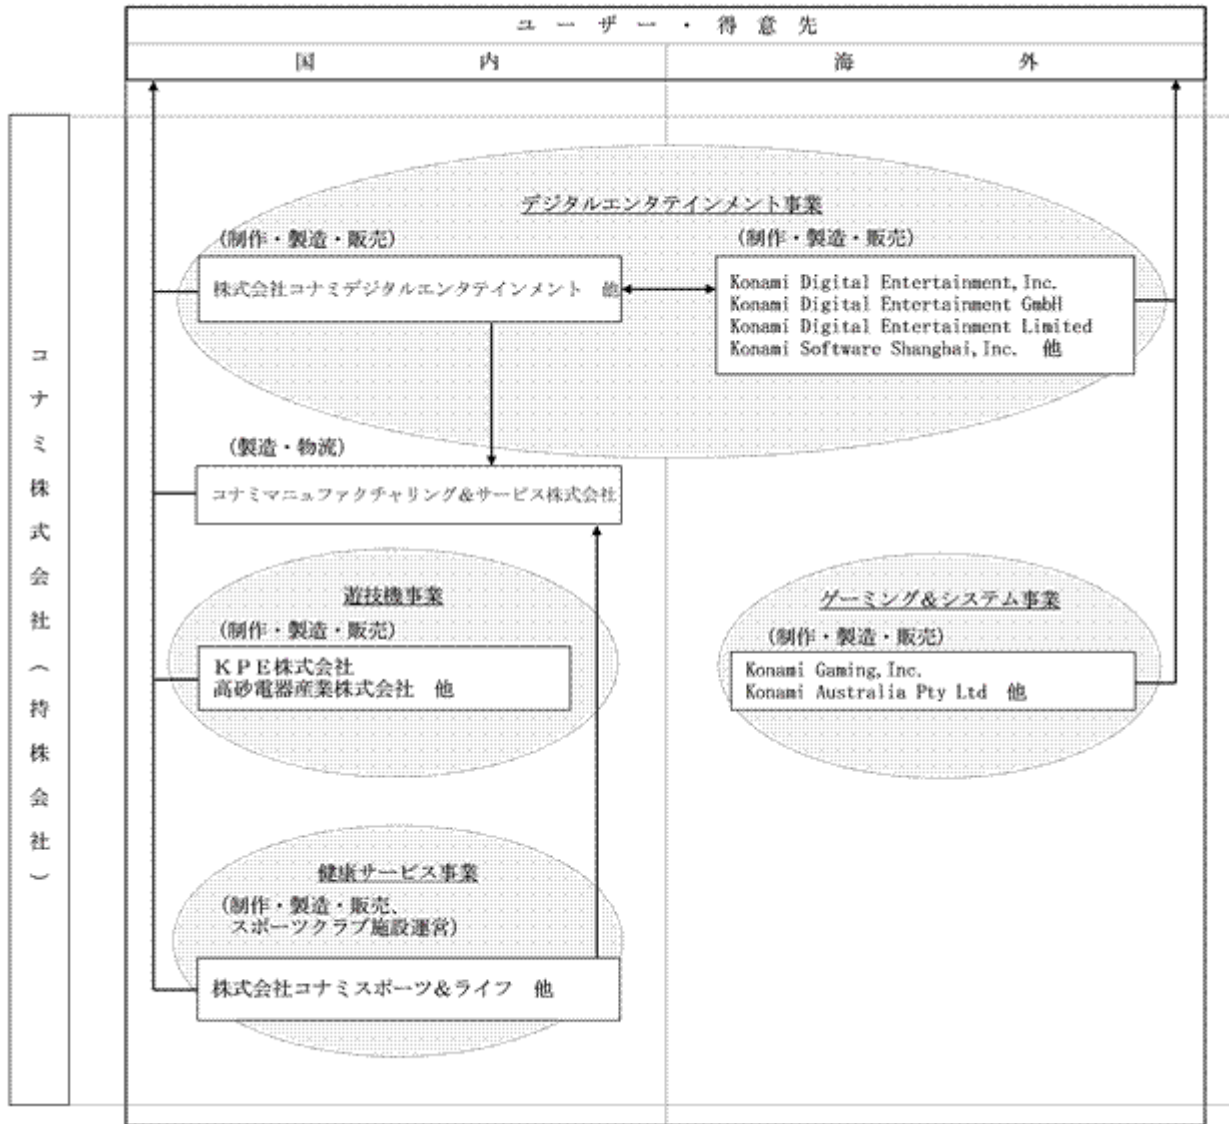 ユーザー・得意先
国内
海外
コナミ株式会社（持株会社）
デジタルエンタテインメント事業
（制作・製造・販売）
株式会社コナミデジタルエンタテインメント　他
（制作・製造・販売）
Konami Digital Entertainment, Inc.
Konami Digital Entertainment GmbH
Konami Digital Entertainment Limited
Konami Software Shanghai, Inc.　他
（製造・物流）
コナミマニュファクチャリング＆サービス株式会社
遊技機事業
（制作・製造・販売）
ＫＰＥ株式会社
高砂電器産業株式会社　他
ゲーミング＆システム事業
（制作・製造・販売）
Konami Gaming, Inc.
Konami Australia Pty Ltd　他
健康サービス事業
（制作・製造・販売、
スポーツクラブ施設運営）
株式会社コナミスポーツ＆ライフ　他